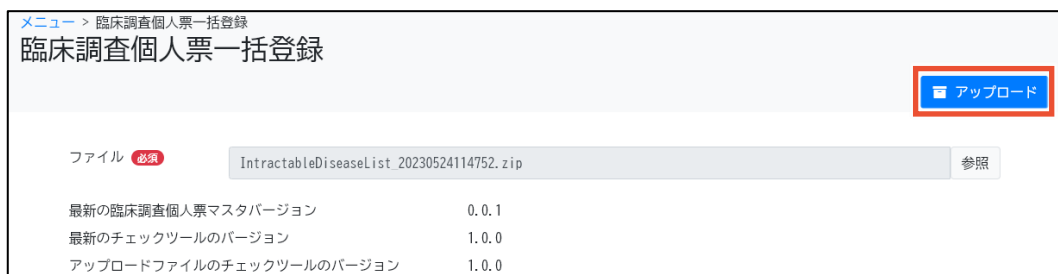 メニュー > 臨床調査個人票一括登録
臨床調査個人票一括登録
アップロード
ファイル 必須 IntractableDiseaseList_20230524114752.zip 参照
最新の臨床調査個人票マスタバージョン 0.0.1
最新のチェックツールのバージョン 1.0.0
アップロードファイルのチェックツールのバージョン 1.0.0